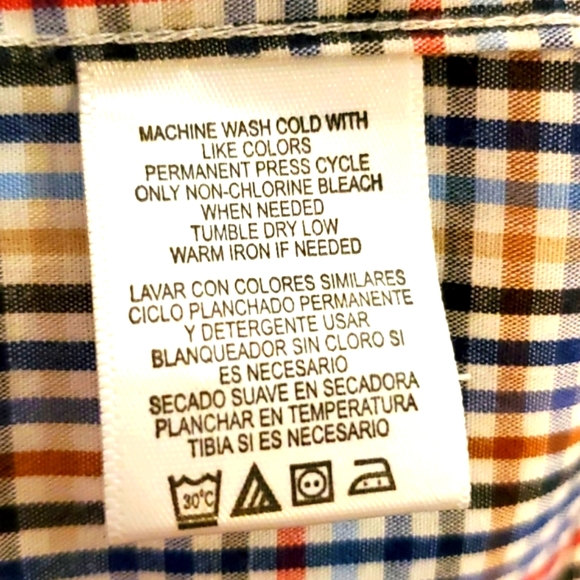 MACHINE WASH COLD WITH
LIKE COLORS
PERMANENT PRESS CYCLE
ONLY NON-CHLORINE BLEACH
WHEN NEEDED
TUMBLE DRY LOW
WARM IRON IF NEEDED
LAVAR CON COLORES SIMILARES
CICLO PLANCHADO PERMANENTE
Y DETERGENTE USAR
BLANQUEADOR SIN CLORO SI
ES NECESARIO
SECADO SUAVE EN SECADORA
PLANCHAR EN TEMPERATURA
TIBIA SI ES NECESARIO
30°C